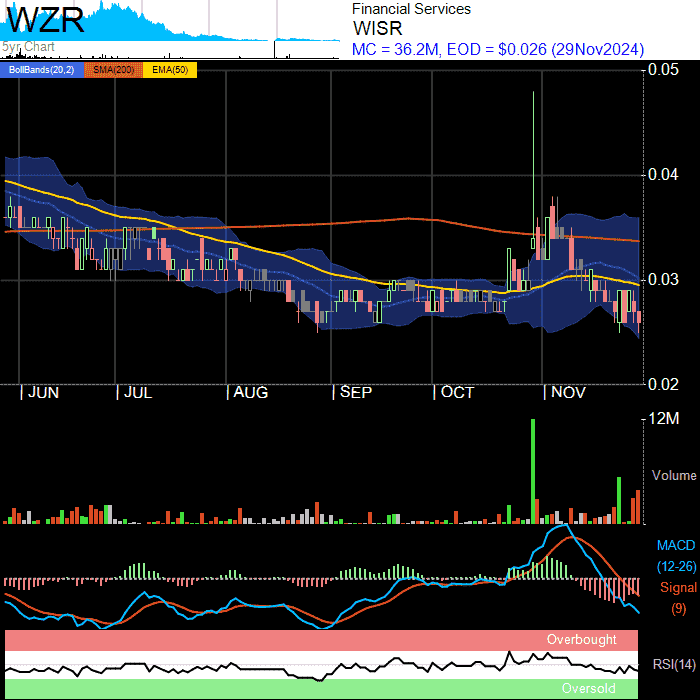 WZR
5yr Chart
Financial Services
WISR
MC = 36.2M, EOD = $0.026 (29Nov2024)
BollBands(20,2) SMA(200) EMA(50)
0.05
0.04
0.03
0.02
| JUN | JUL | AUG | SEP | OCT | NOV
12M
Volume
MACD
(12-26)
Signal
(9)
Overbought
RSI(14)
Oversold